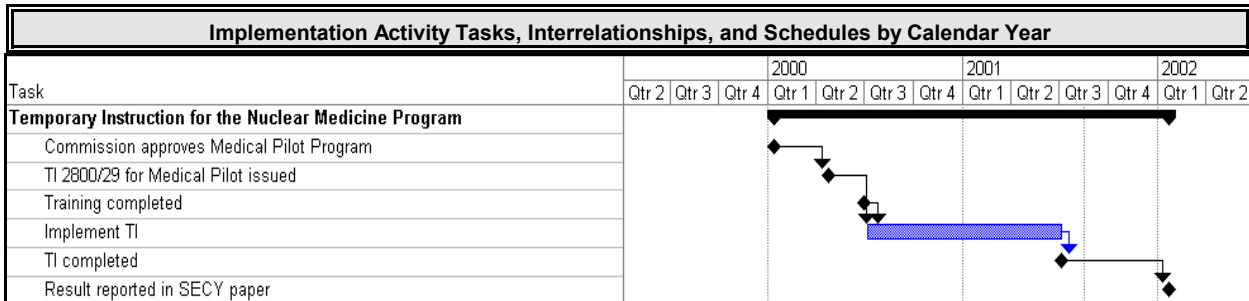 Implementation Activity Tasks, Interrelationships, and Schedules by Calendar Year
2000 2001 2002
Task Qtr 2 Qtr 3 Qtr 4 Qtr 1 Qtr 2 Qtr 3 Qtr 4 Qtr 1 Qtr 2 Qtr 3 Qtr 4 Qtr 1 Qtr 2
Temporary Instruction for the Nuclear Medicine Program
Commission approves Medical Pilot Program
TI 2800/29 for Medical Pilot issued
Training completed
Implement TI
TI completed
Result reported in SECY paper